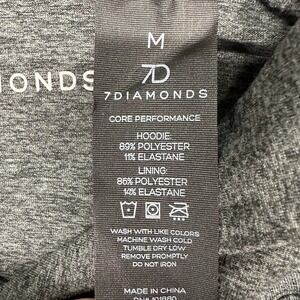 M
7D
7DIAMONDS
MONDS
CORE PERFORMANCE
HOODIE:
89% POLYESTER
11% ELASTANE
LINING:
86% POLYESTER
14% ELASTANE
WASH WITH LIKE COLORS
MACHINE WASH COLD
TUMBLE DRY LOW
REMOVE PROMPTLY
DO NOT IRON
MADE IN CHINA